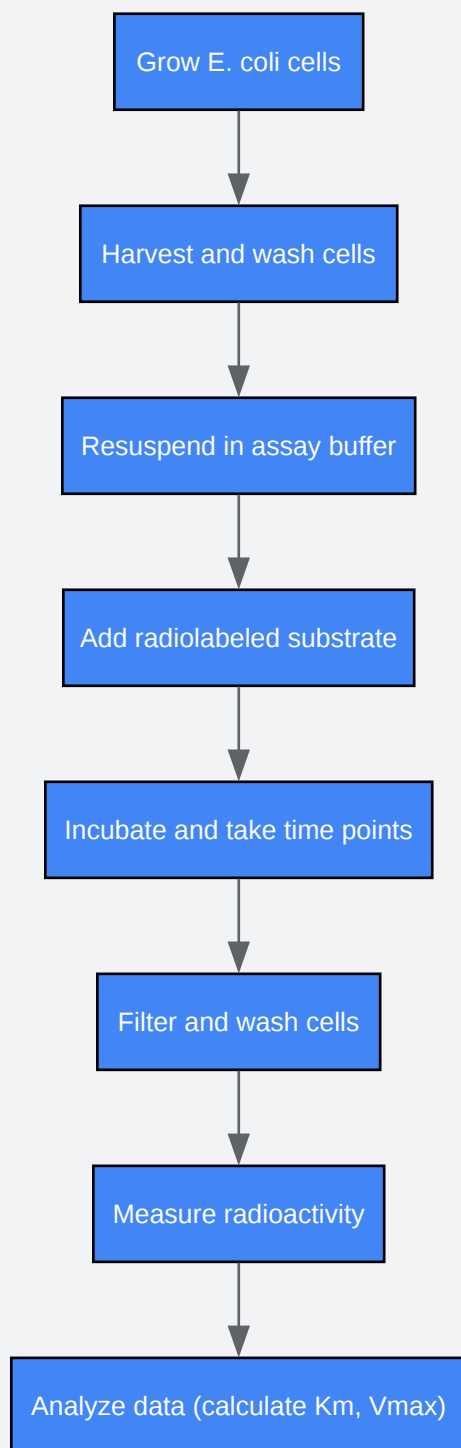 Grow E. coli cells
Harvest and wash cells
Resuspend in assay buffer
Add radiolabeled substrate
Incubate and take time points
Filter and wash cells
Measure radioactivity
Analyze data (calculate Km, Vmax)